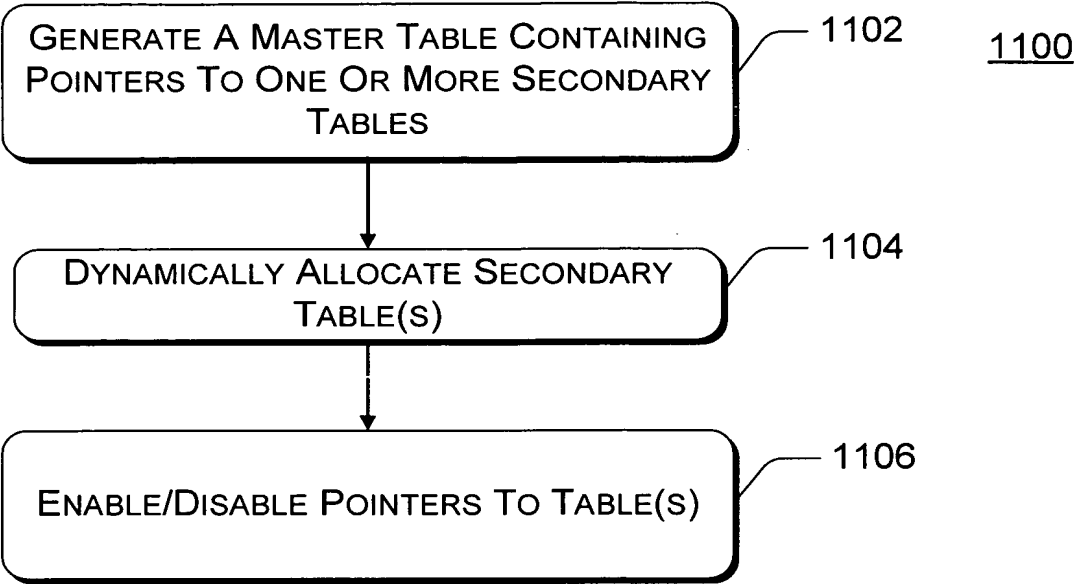 GENERATE A MASTER TABLE CONTAINING
POINTERS TO ONE OR MORE SECONDARY
TABLES
1102
1100
DYNAMICALLY ALLOCATE SECONDARY
TABLE(S)
1104
ENABLE/DISABLE POINTERS TO TABLE(S)
1106